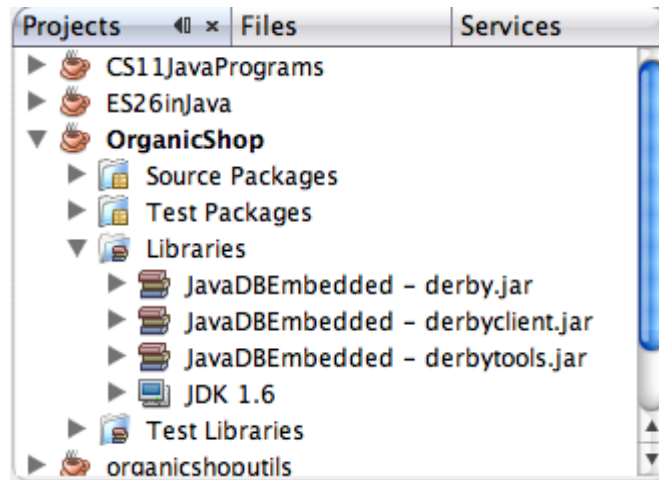 Projects Files Services
CS11JavaPrograms
ES26inJava
OrganicShop
Source Packages
Test Packages
Libraries
JavaDBEmbedded – derby.jar
JavaDBEmbedded – derbyclient.jar
JavaDBEmbedded – derbytools.jar
JDK 1.6
Test Libraries
organicshoputils